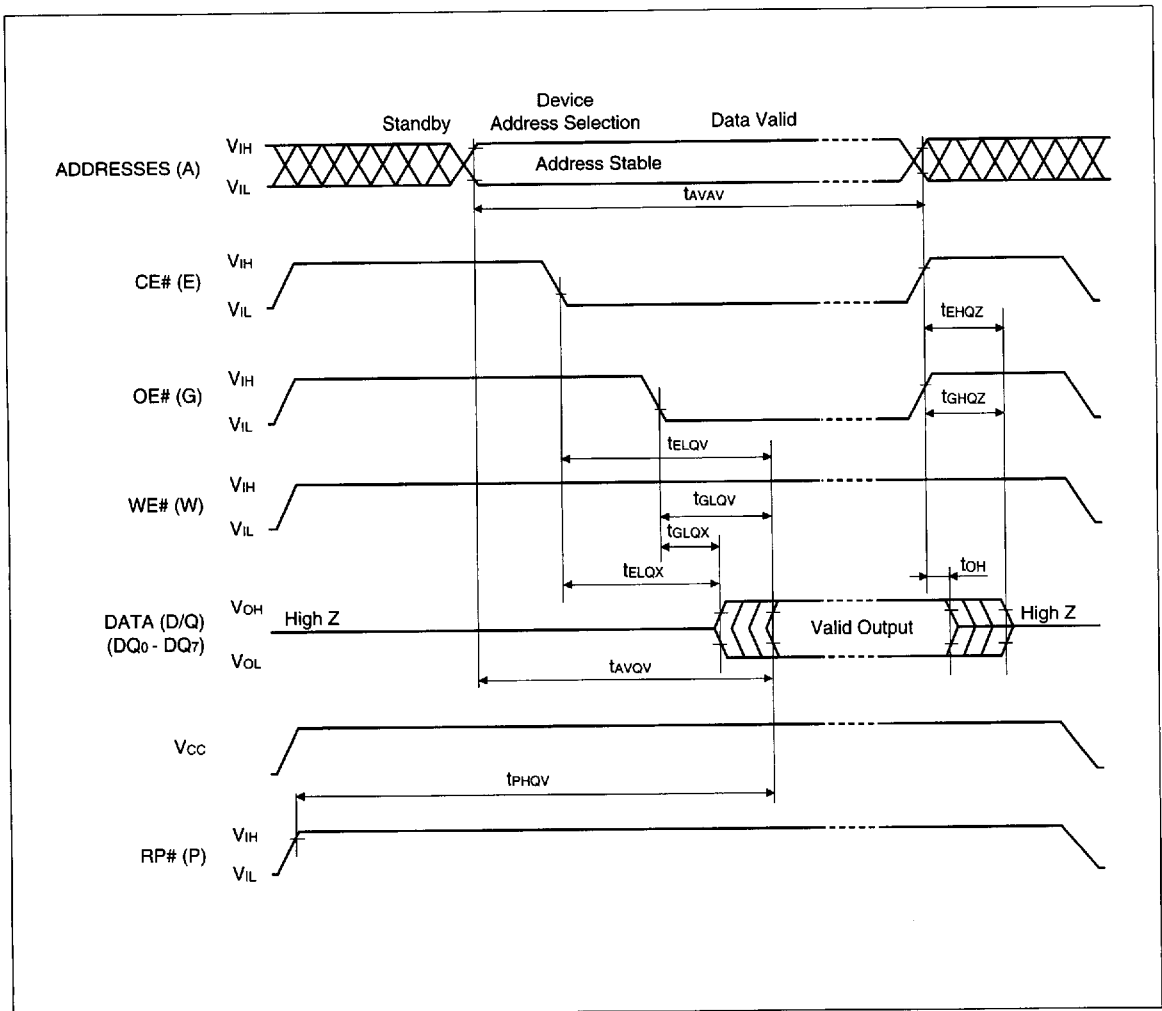 Device
Standby Address Selection Data Valid
ADDRESSES (A) VIH Address Stable
VIL
tAVAV
CE# (E) VIH
VIL
tEHQZ
OE# (G) VIH
VIL
tGHQZ
tELQV
WE# (W) VIH
VIL
tGLQV
tGLQX
tELQX
tOH
DATA (D/Q) VOH High Z Valid Output High Z
(DQ0 - DQ7)
VOL
tAVQV
VCC
tPHQV
RP# (P) VIH
VIL